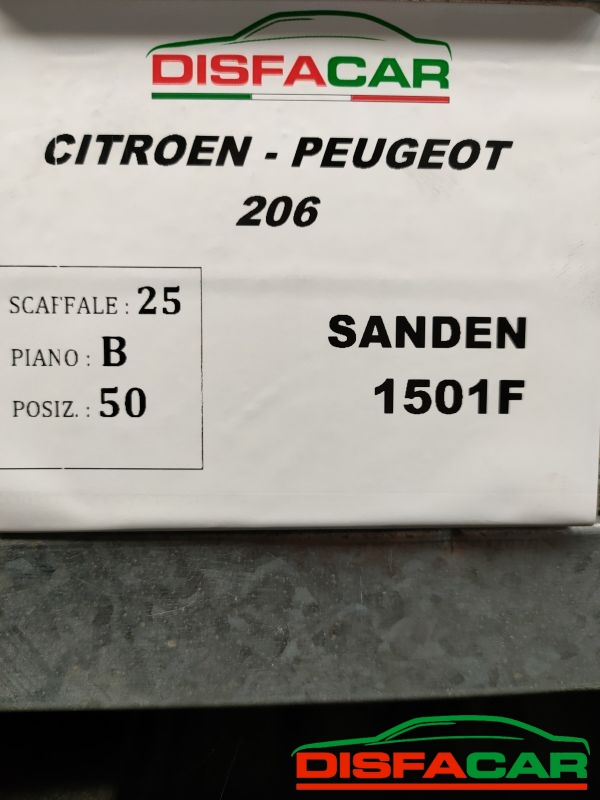 DISFACAR
CITROEN - PEUGEOT
206
SCAFFALE : 25
PIANO : B
POSIZ. : 50
SANDEN
1501F
DISFACAR